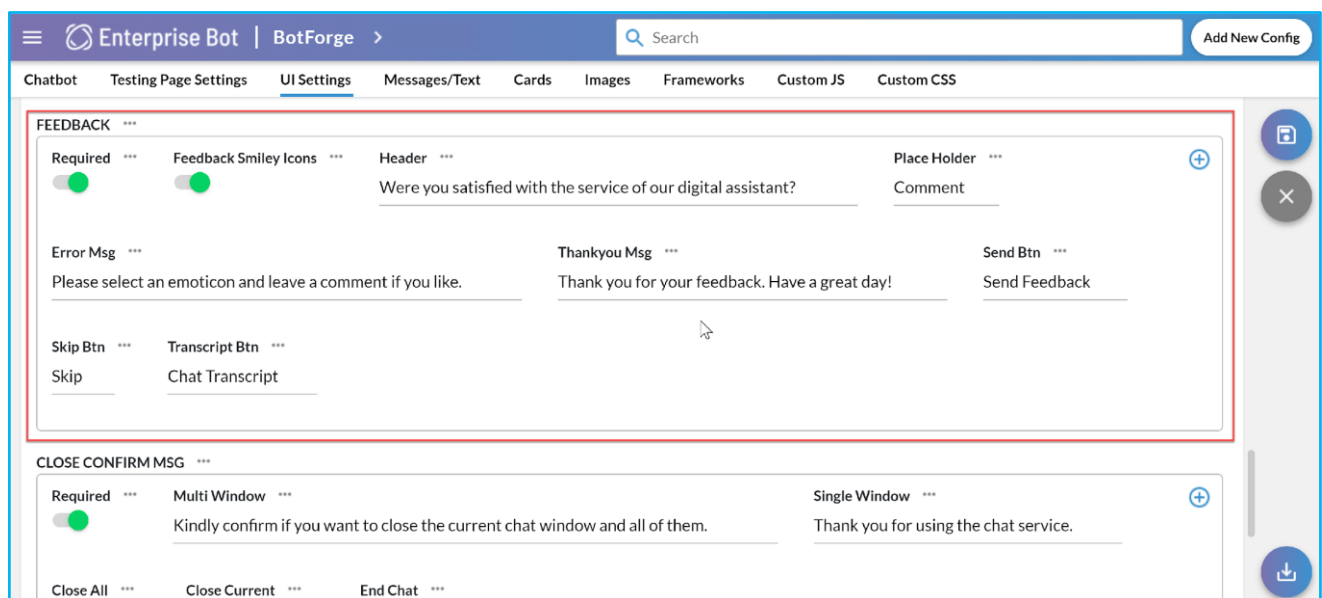 Enterprise Bot | BotForge >
Search
Add New Config
Chatbot Testing Page Settings UI Settings Messages/Text Cards Images Frameworks Custom JS Custom CSS
FEEDBACK ...
Required ... Feedback Smiley Icons ... Header ... Place Holder ...
Were you satisfied with the service of our digital assistant? Comment
Error Msg ... Thankyou Msg ... Send Btn ...
Please select an emoticon and leave a comment if you like. Thank you for your feedback. Have a great day! Send Feedback
Skip Btn ... Transcript Btn ...
Skip Chat Transcript
CLOSE CONFIRM MSG ...
Required ... Multi Window ... Single Window ...
Kindly confirm if you want to close the current chat window and all of them. Thank you for using the chat service.
Close All ... Close Current ... End Chat ...